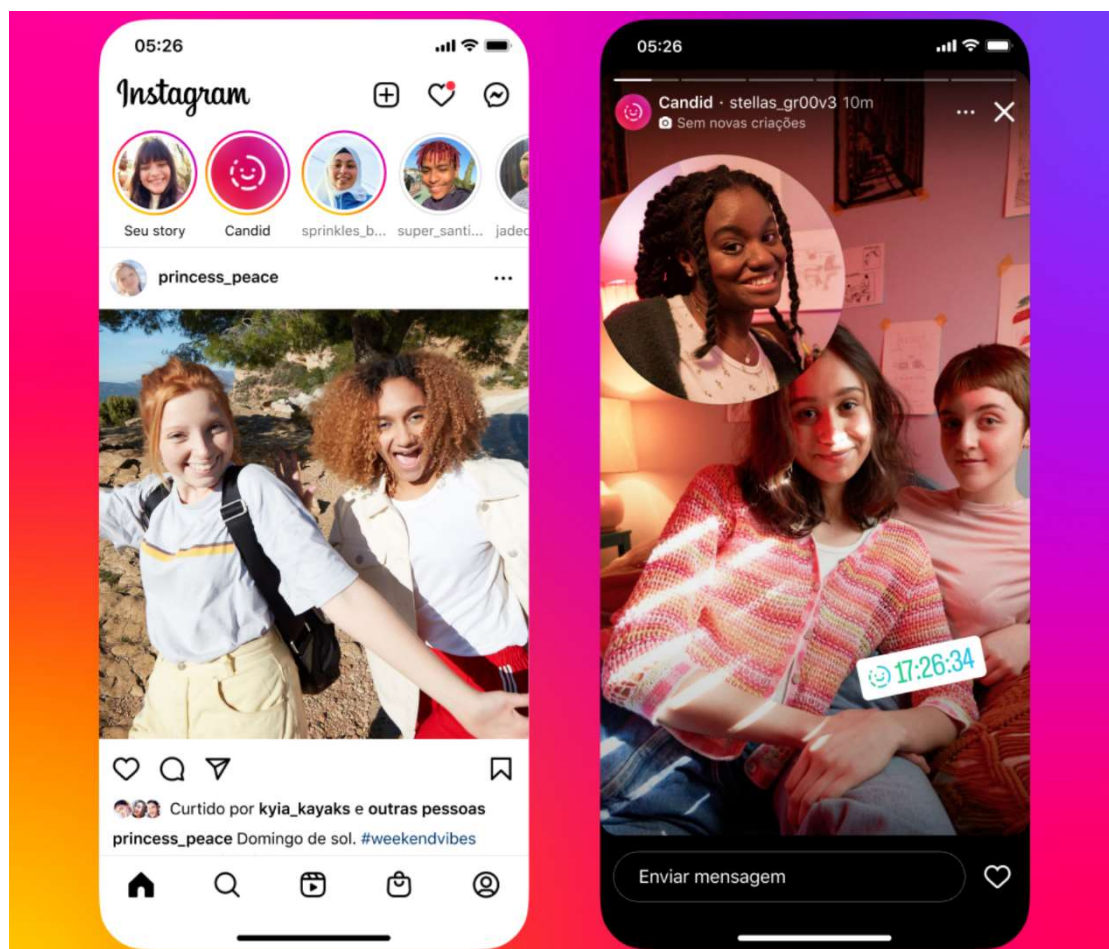 05:26
Instagram
Seu story
Candid
sprinkles_b...
super_santi...
jadec
princess_peace
Curtido por kyia_kayaks e outras pessoas
princess_peace Domingo de sol. #weekendvibes
05:26
Candid · stellas_gr00v3 10m
Sem novas criações
17:26:34
Enviar mensagem